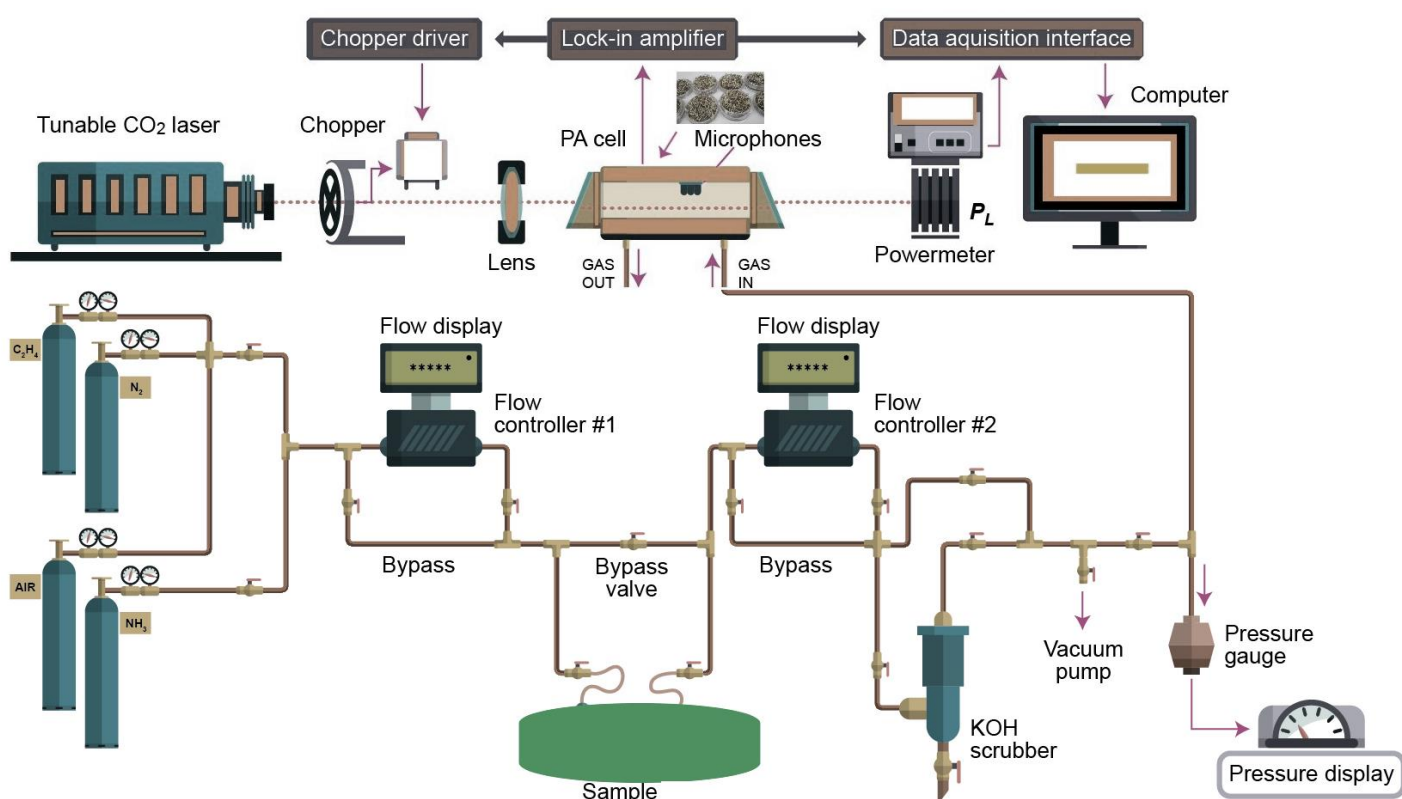 Chopper driver
Lock-in amplifier
Data aquisition interface
Tunable CO₂ laser
Chopper
PA cell
Microphones
Computer
Lens
P_L
Powermeter
GAS
OUT
GAS
IN
C₂H₄
N₂
Flow display
*****
Flow
controller #1
Flow display
*****
Flow
controller #2
AIR
NH₃
Bypass
Bypass
valve
Bypass
Vacuum
pump
Pressure
gauge
KOH
scrubber
Sample
Pressure display